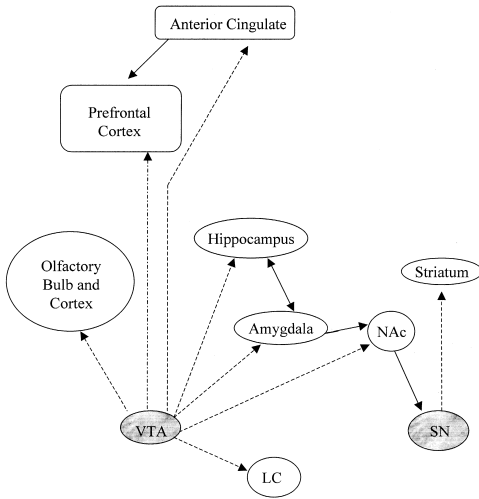 Anterior Cingulate
Prefrontal
Cortex
Hippocampus
Olfactory
Bulb and
Cortex
Striatum
Amygdala
NAc
VTA
SN
LC